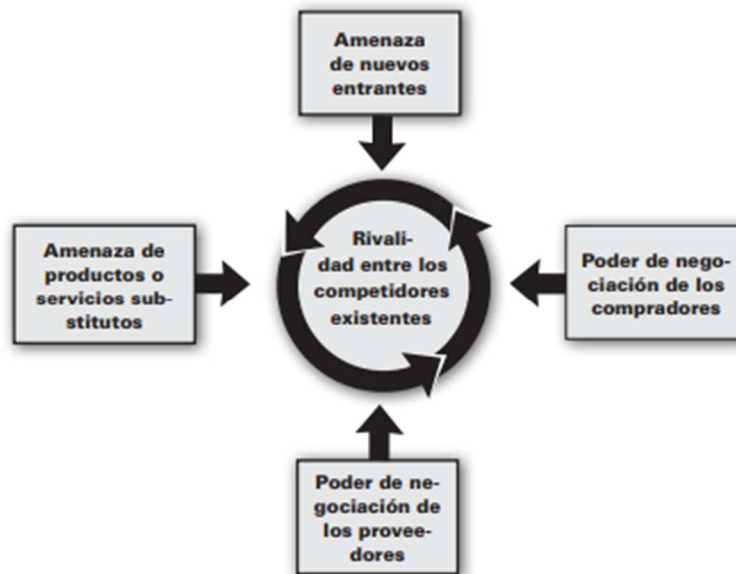 Amenaza
de nuevos
entrantes
Amenaza de
productos o
servicios sub-
stitutos
Rivali-
dad entre los
competidores
existentes
Poder de nego-
ciación de los
compradores
Poder de ne-
gociación de
los provee-
dores